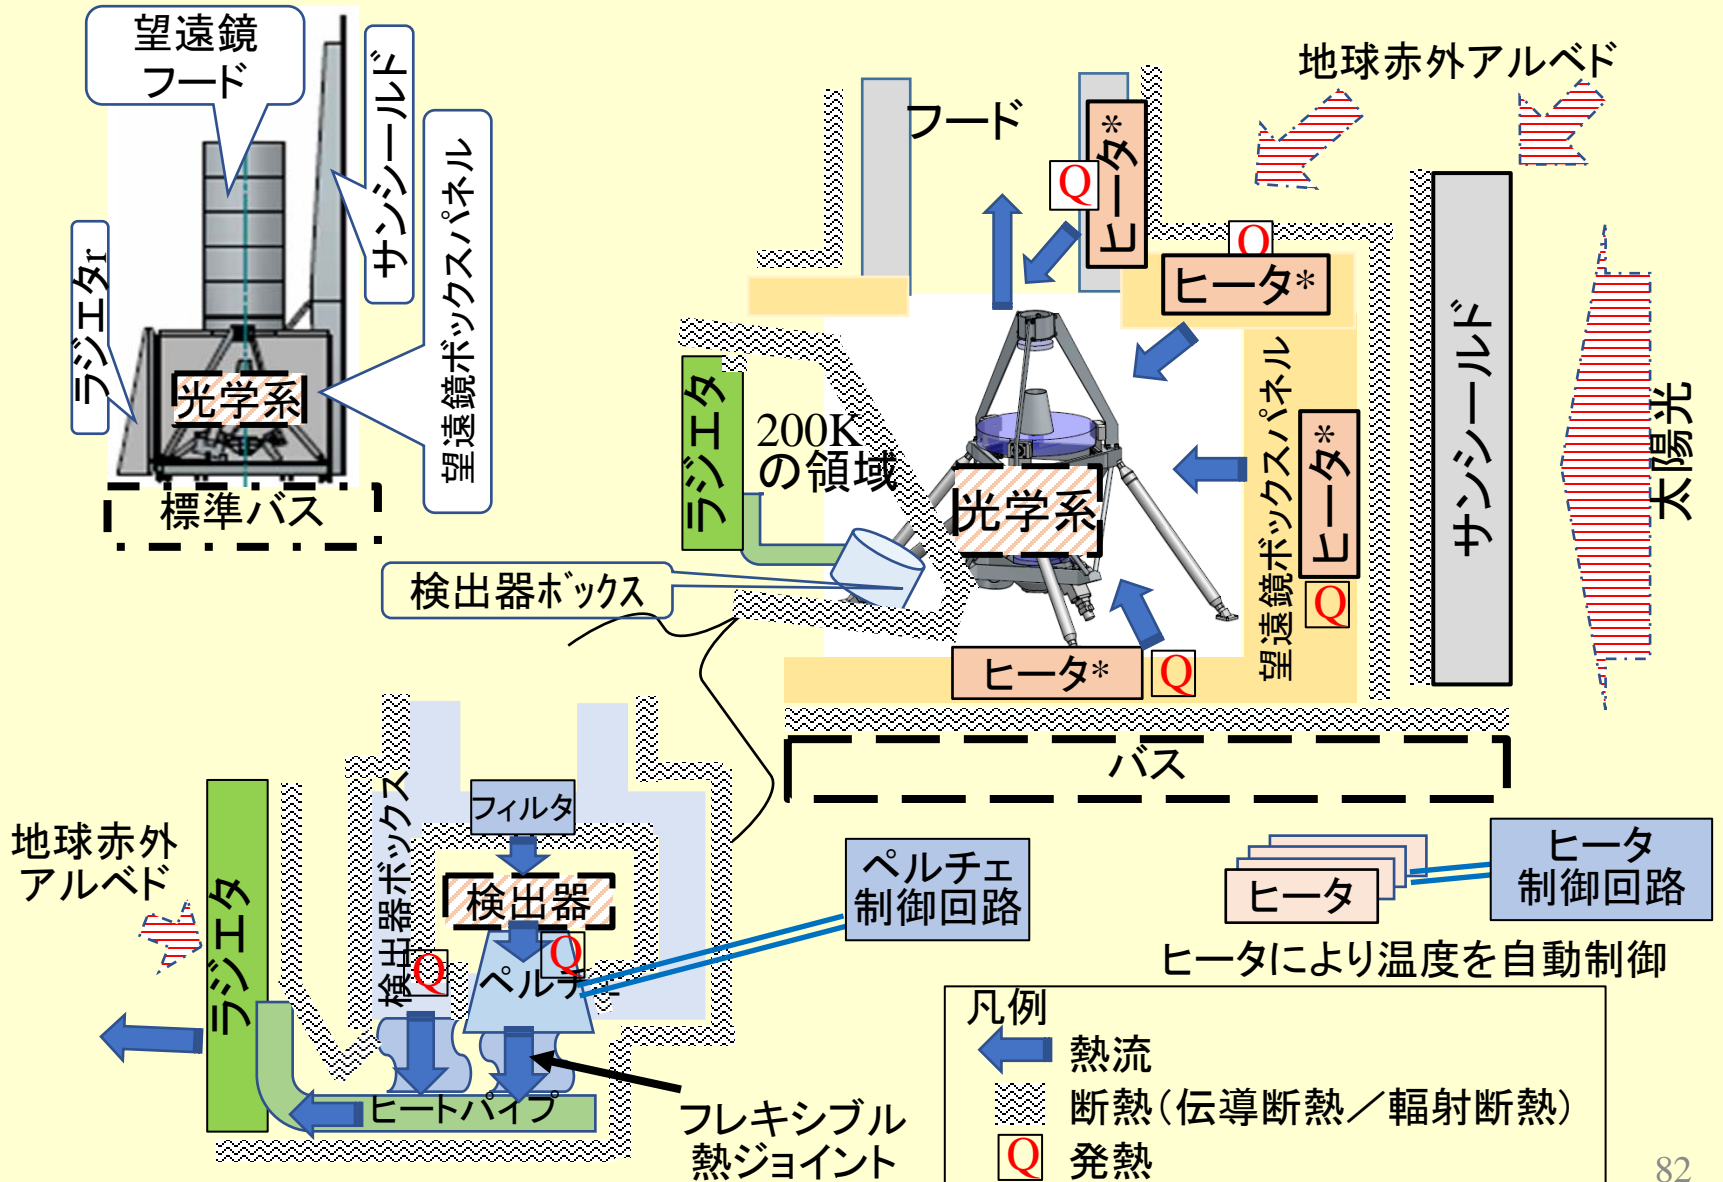 望遠鏡
フード
サンシールド
望遠鏡ボックスパネル
ラジエタr
光学系
標準バス
地球赤外アルベド
フード
ヒータ*
Q
Q
ヒータ*
サンシールド
太陽光
ラジエタ
200K
の領域
光学系
望遠鏡ボックスパネル
ヒータ*
Q
検出器ボックス
ヒータ*
Q
バス
地球赤外
アルベド
ラジエタ
検出器ボックス
フィルタ
検出器
Q
Q
ペルチェ
ヒートパイプ
フレキシブル
熱ジョイント
ペルチェ
制御回路
ヒータ
ヒータ
制御回路
ヒータにより温度を自動制御
凡例
熱流
断熱(伝導断熱／輻射断熱)
Q
発熱
82